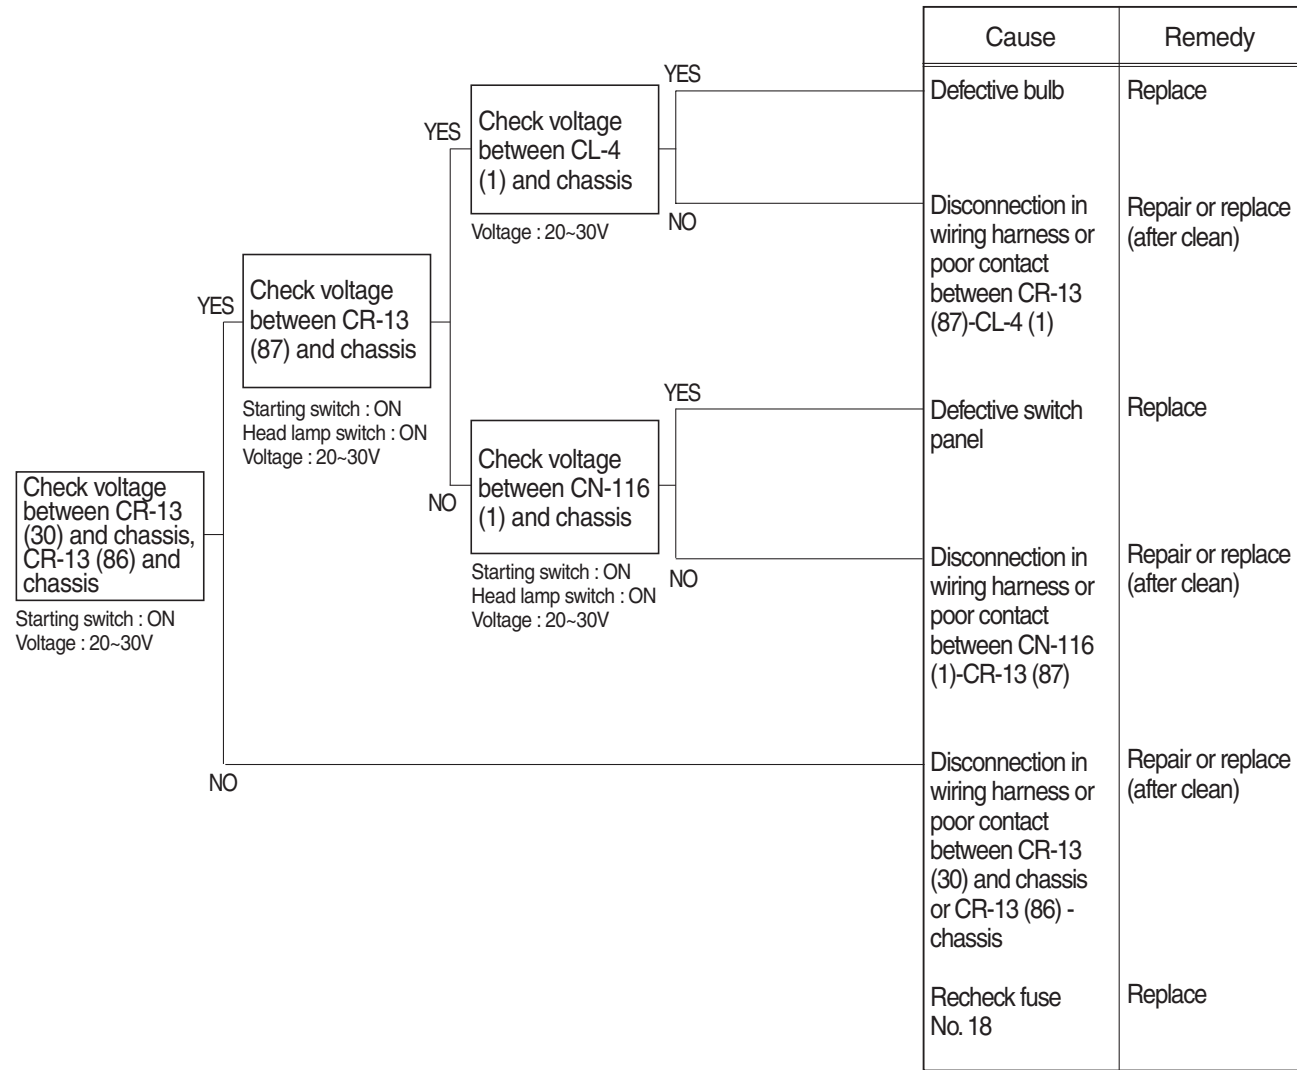 Cause
Remedy
YES
Defective bulb
Replace
YES
Check voltage
between CL-4
(1) and chassis
NO
Voltage : 20~30V
Disconnection in
wiring harness or
poor contact
between CR-13
(87)-CL-4 (1)
Repair or replace
(after clean)
YES
Check voltage
between CR-13
(87) and chassis
Starting switch : ON
Head lamp switch : ON
Voltage : 20~30V
YES
Defective switch
panel
Replace
NO
Check voltage
between CN-116
(1) and chassis
Starting switch : ON
Head lamp switch : ON
Voltage : 20~30V
NO
Disconnection in
wiring harness or
poor contact
between CN-116
(1)-CR-13 (87)
Repair or replace
(after clean)
Check voltage
between CR-13
(30) and chassis,
CR-13 (86) and
chassis
Starting switch : ON
Voltage : 20~30V
NO
Disconnection in
wiring harness or
poor contact
between CR-13
(30) and chassis
or CR-13 (86) -
chassis
Repair or replace
(after clean)
Recheck fuse
No. 18
Replace